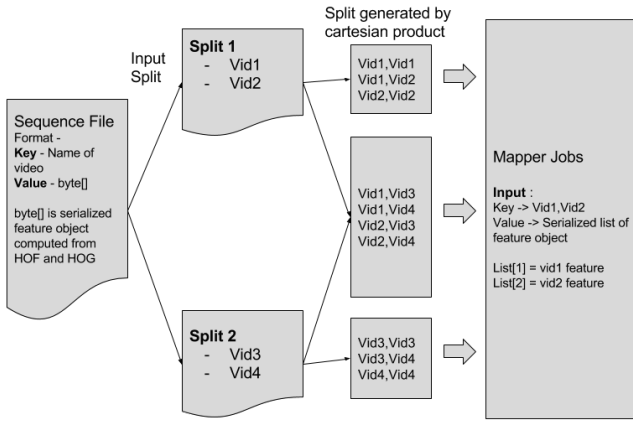 Sequence File
Format -
Key - Name of
video
Value - byte[]
byte[] is serialized
feature object
computed from
HOF and HOG
Input
Split
Split 1
- Vid1
- Vid2
Split 2
- Vid3
- Vid4
Split generated by
cartesian product
Vid1,Vid1
Vid1,Vid2
Vid2,Vid2
Vid1,Vid3
Vid1,Vid4
Vid2,Vid3
Vid2,Vid4
Vid3,Vid3
Vid3,Vid4
Vid4,Vid4
Mapper Jobs
Input :
Key -> Vid1,Vid2
Value -> Serialized list of
feature object
List[1] = vid1 feature
List[2] = vid2 feature